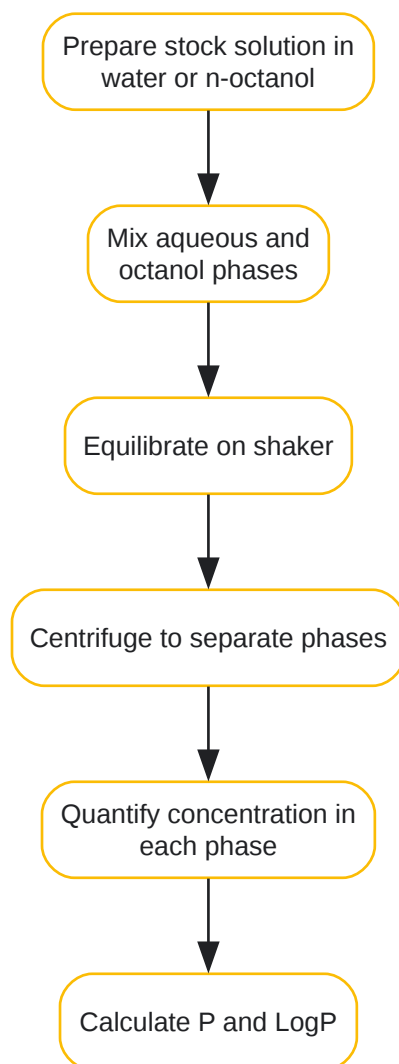 Prepare stock solution in
water or n-octanol
Mix aqueous and
octanol phases
Equilibrate on shaker
Centrifuge to separate phases
Quantify concentration in
each phase
Calculate P and LogP